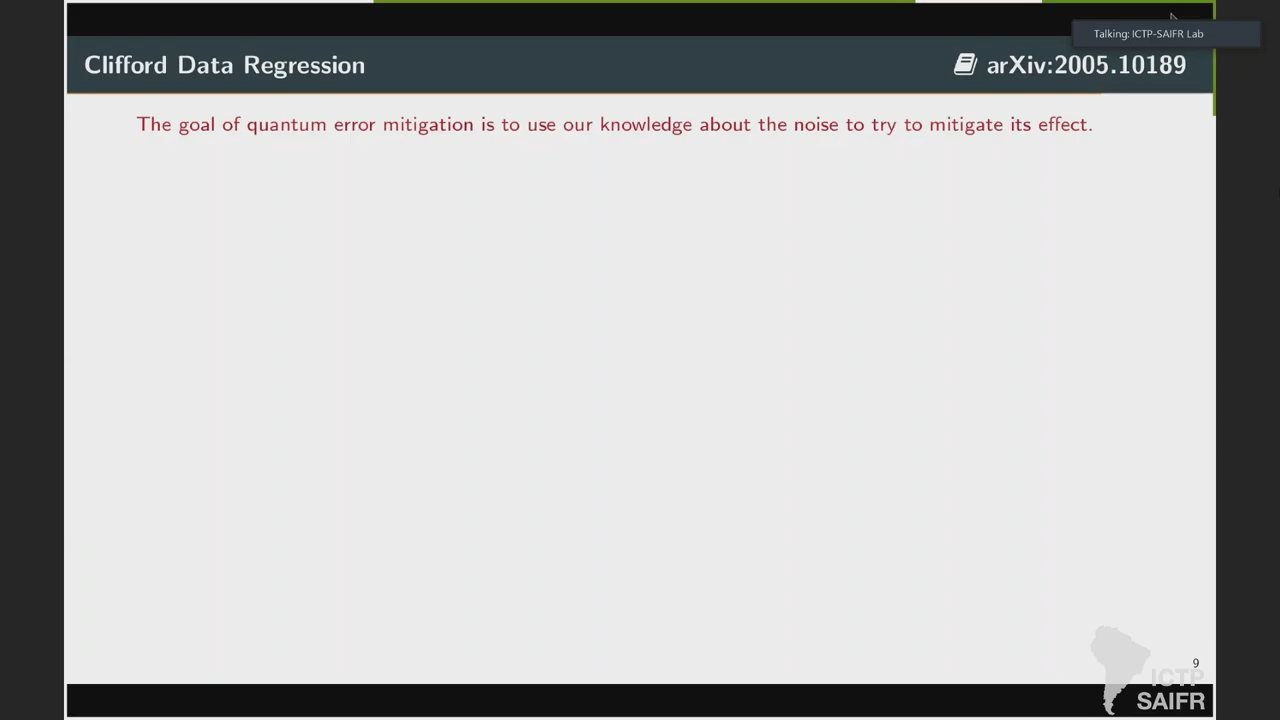 Talking: ICTP-SAIFR Lab
Clifford Data Regression
arXiv:2005.10189
The goal of quantum error mitigation is to use our knowledge about the noise to try to mitigate its effect.
9
ICTP
SAIFR